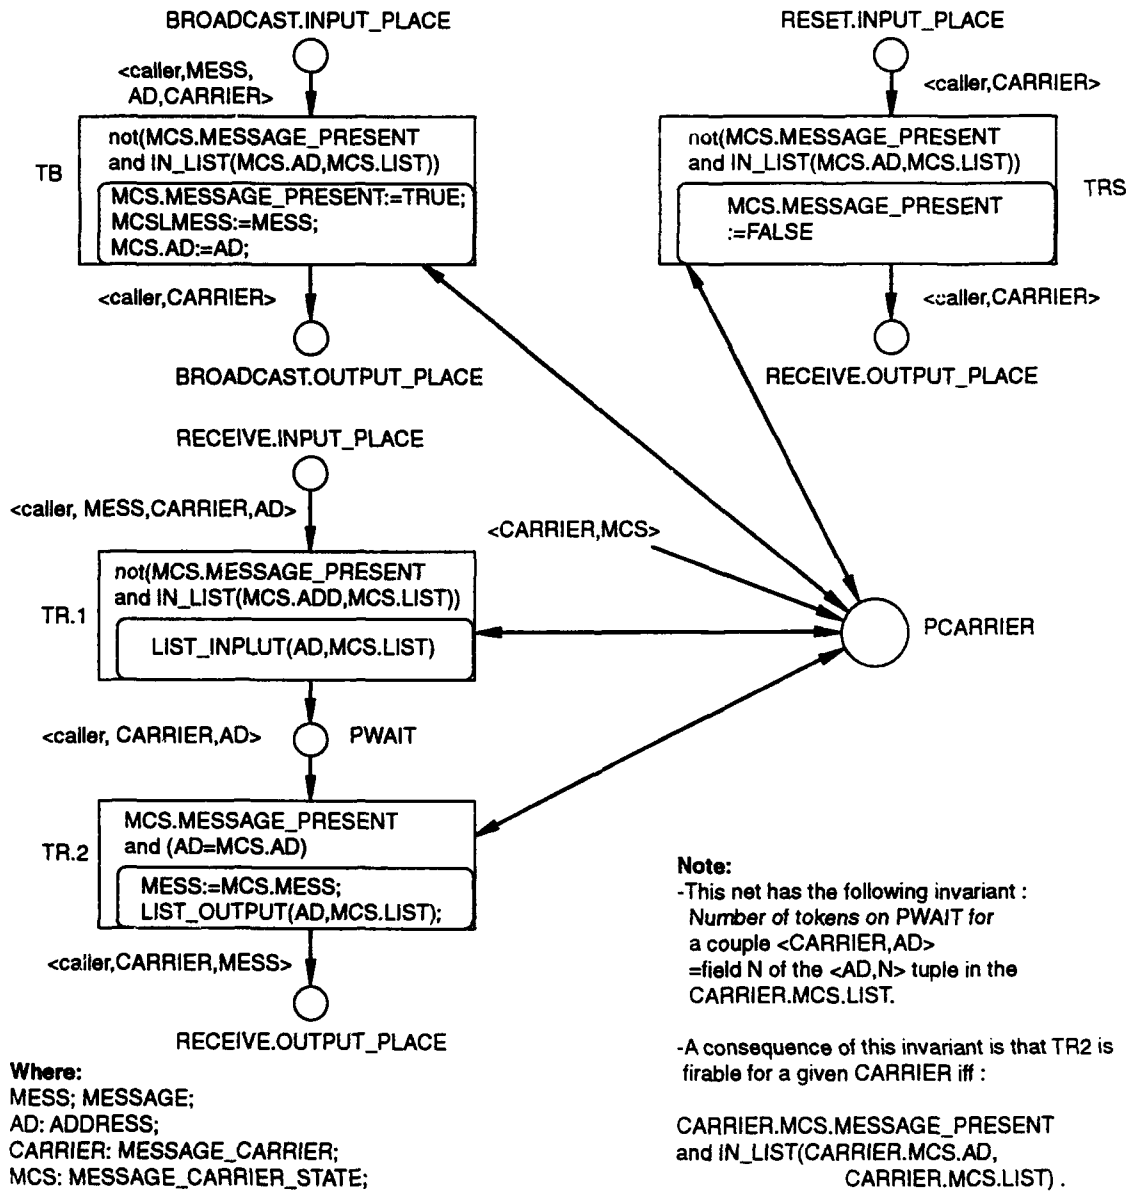 BROADCAST.INPUT_PLACE
<caller,MESS,
AD,CARRIER>
TB
not(MCS.MESSAGE_PRESENT
and IN_LIST(MCS.AD,MCS.LIST))
MCS.MESSAGE_PRESENT:=TRUE;
MCSLMESS:=MESS;
MCS.AD:=AD;
<caller,CARRIER>
BROADCAST.OUTPUT_PLACE
RESET.INPUT_PLACE
<caller,CARRIER>
not(MCS.MESSAGE_PRESENT
and IN_LIST(MCS.AD,MCS.LIST))
TRS
MCS.MESSAGE_PRESENT
:=FALSE
<caller,CARRIER>
RECEIVE.OUTPUT_PLACE
RECEIVE.INPUT_PLACE
<caller, MESS,CARRIER,AD>
<CARRIER,MCS>
TR.1
not(MCS.MESSAGE_PRESENT
and IN_LIST(MCS.ADD,MCS.LIST))
LIST_INPLUT(AD,MCS.LIST)
PCARRIER
<caller, CARRIER,AD>
PWAIT
TR.2
MCS.MESSAGE_PRESENT
and (AD=MCS.AD)
MESS:=MCS.MESS;
LIST_OUTPUT(AD,MCS.LIST);
<caller,CARRIER,MESS>
RECEIVE.OUTPUT_PLACE
Where:
MESS; MESSAGE;
AD: ADDRESS;
CARRIER: MESSAGE_CARRIER;
MCS: MESSAGE_CARRIER_STATE;
Note:
-This net has the following invariant :
Number of tokens on PWAIT for
a couple <CARRIER,AD>
=field N of the <AD,N> tuple in the
CARRIER.MCS.LIST.
-A consequence of this invariant is that TR2 is
firable for a given CARRIER iff :
CARRIER.MCS.MESSAGE_PRESENT
and IN_LIST(CARRIER.MCS.AD,
CARRIER.MCS.LIST) .